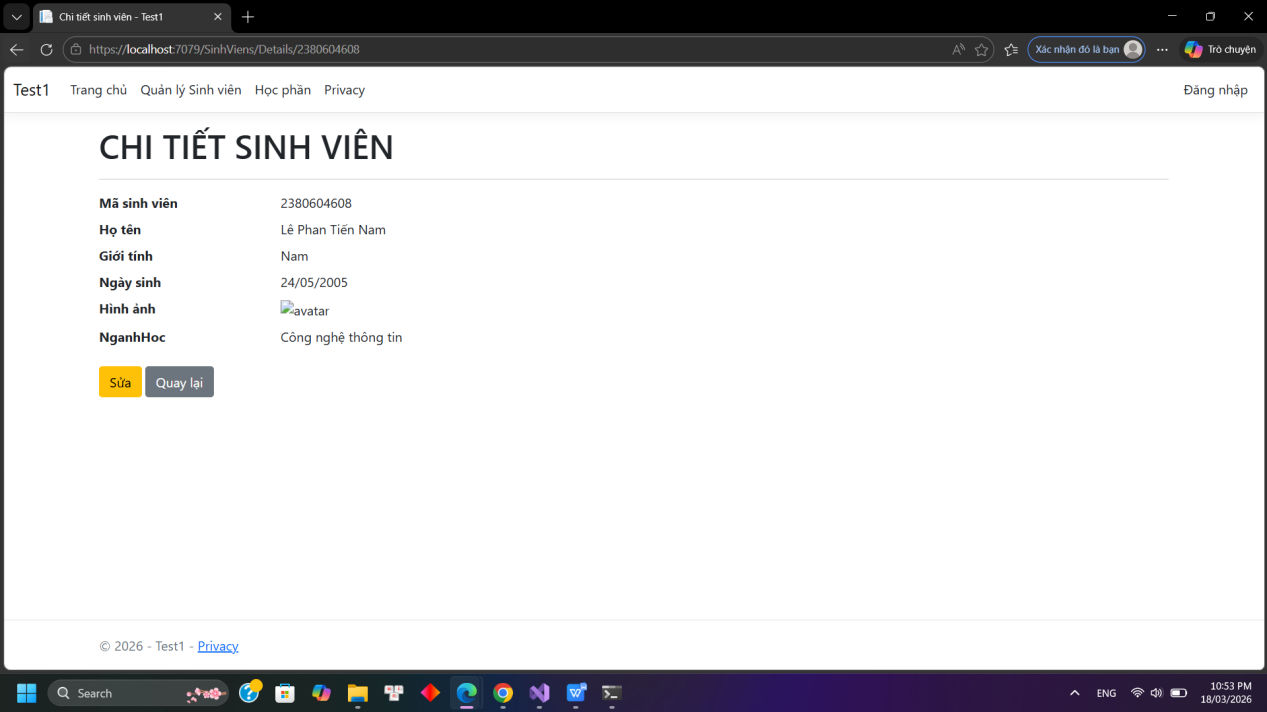 Chi tiết sinh viên - Test1
https://localhost:7079/SinhViens/Details/2380604608
Xác nhận đó là bạn
Trò chuyện
Test1 Trang chủ Quản lý Sinh viên Học phần Privacy Đăng nhập
CHI TIẾT SINH VIÊN
Mã sinh viên 2380604608
Họ tên Lê Phan Tiến Nam
Giới tính Nam
Ngày sinh 24/05/2005
Hình ảnh avatar
NganhHoc Công nghệ thông tin
Sửa Quay lại
© 2026 - Test1 - Privacy
Search
ENG
10:53 PM
18/03/2026